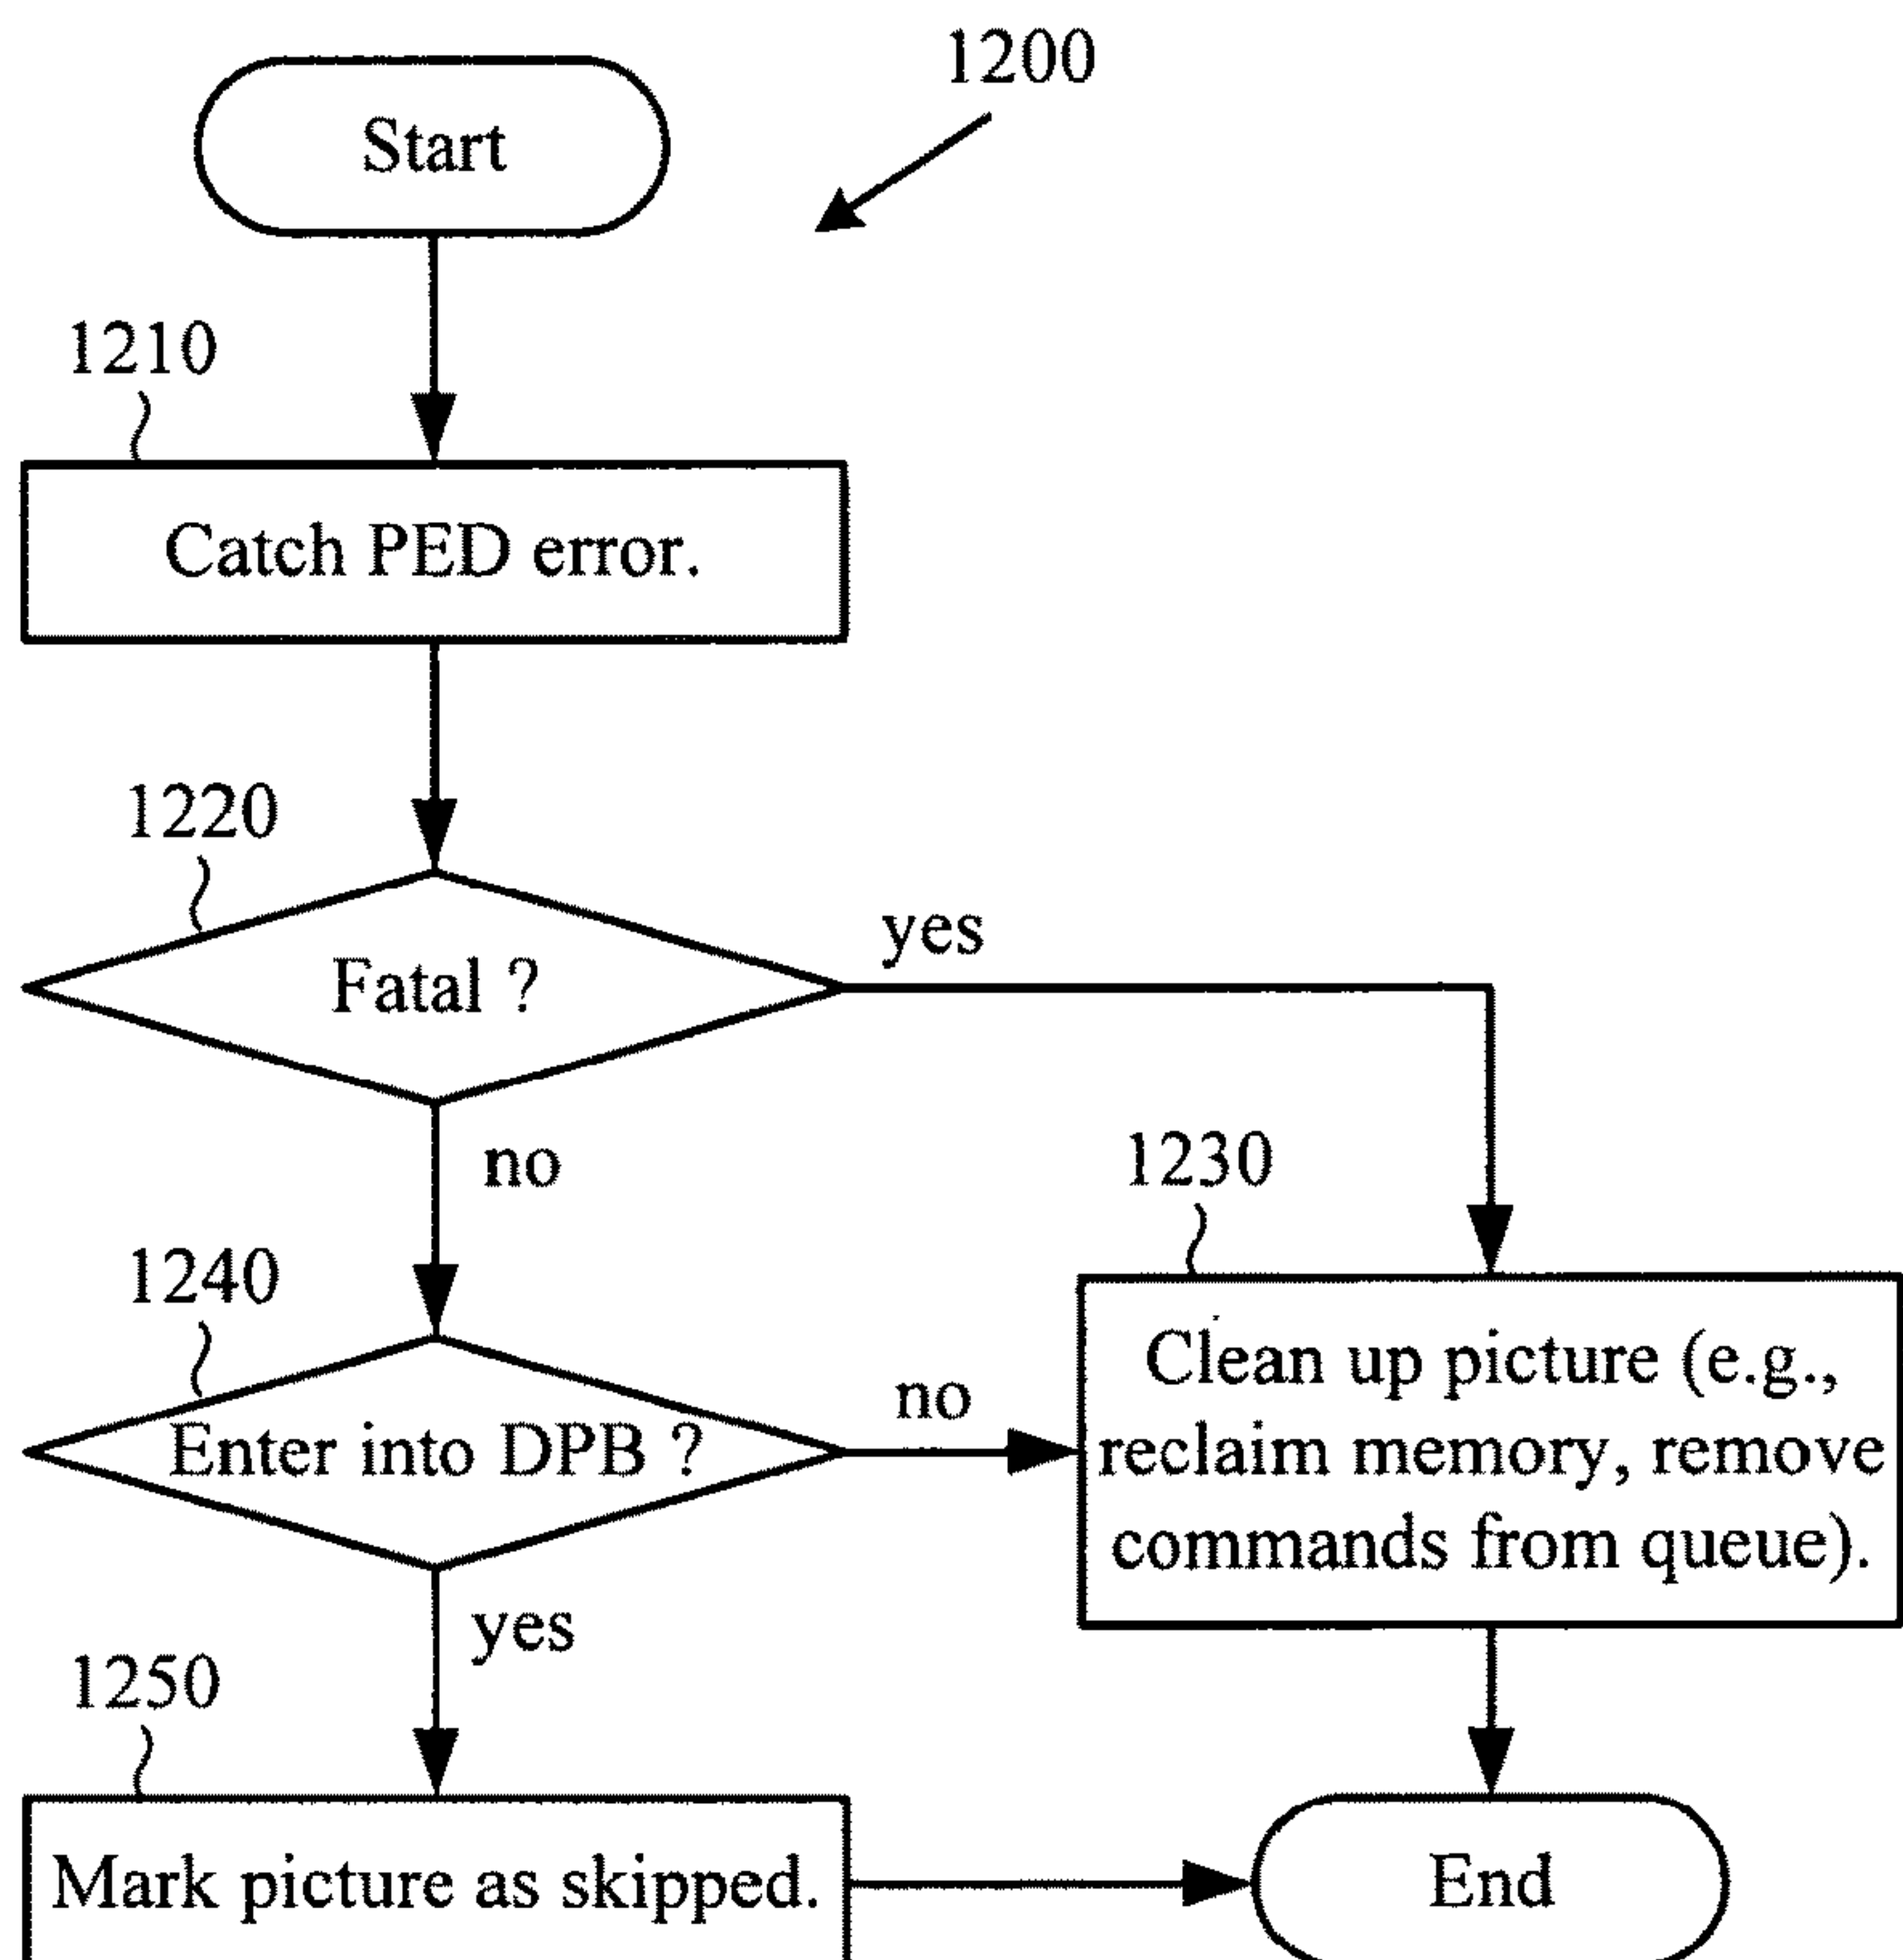 1200
Start
1210
Catch PED error.
1220
Fatal ?
yes
no
1230
1240
Enter into DPB ?
no
Clean up picture (e.g.,
reclaim memory, remove
commands from queue).
yes
1250
Mark picture as skipped.
End